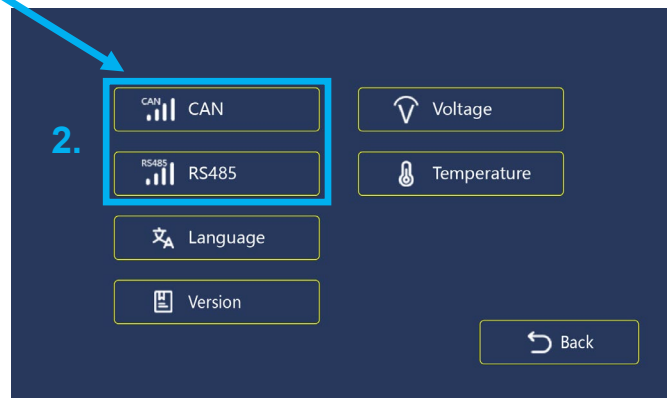 2.
CAN CAN
RS485 RS485
Language
Version
Voltage
Temperature
Back